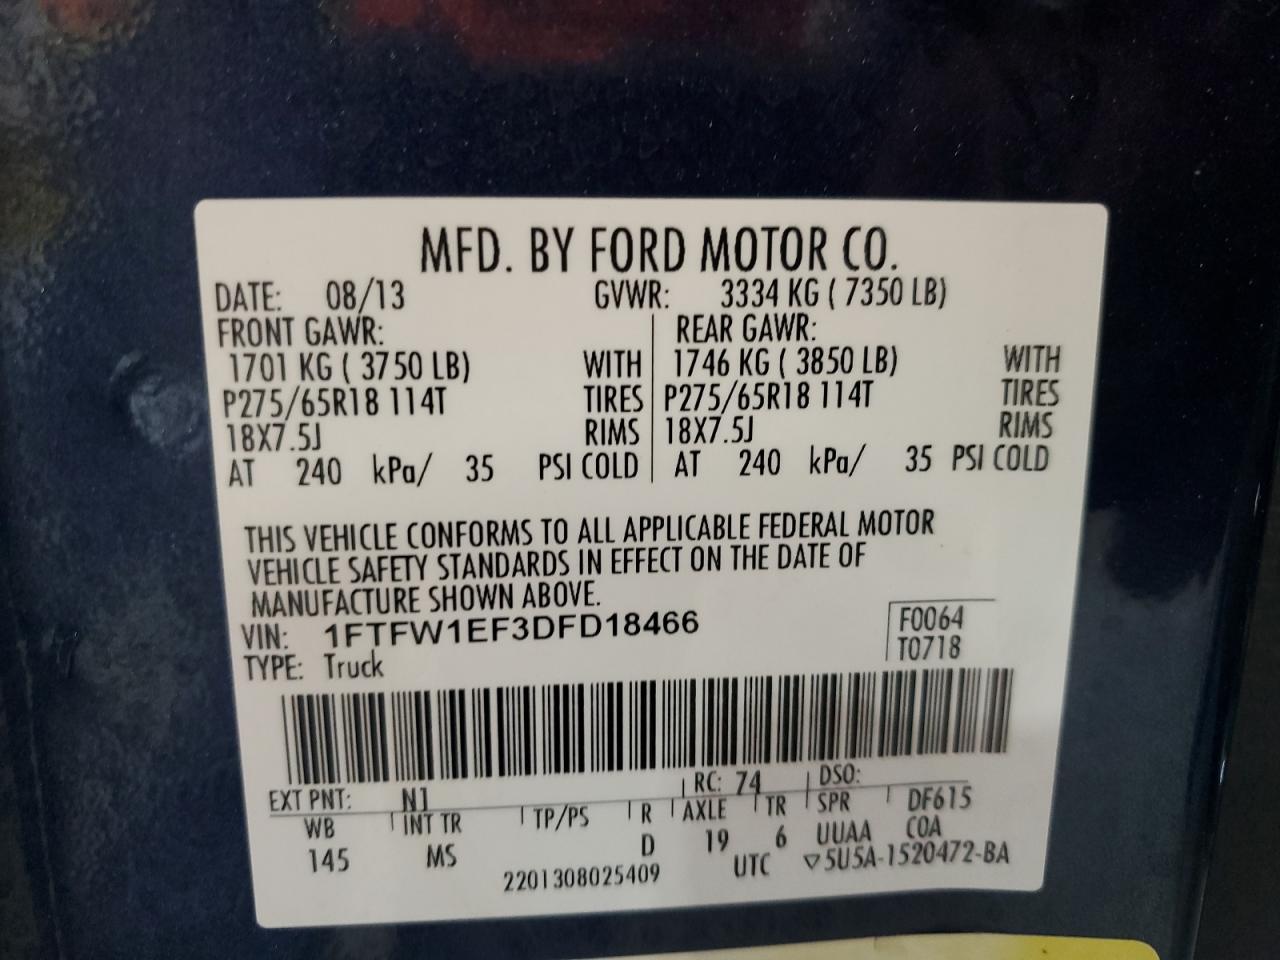 MFD. BY FORD MOTOR CO.
DATE: 08/13 GVWR: 3334 KG ( 7350 LB)
FRONT GAWR: REAR GAWR:
1701 KG ( 3750 LB) WITH 1746 KG ( 3850 LB) WITH
P275/65R18 114T TIRES P275/65R18 114T TIRES
18X7.5J RIMS 18X7.5J RIMS
AT 240 kPa/ 35 PSI COLD AT 240 kPa/ 35 PSI COLD
THIS VEHICLE CONFORMS TO ALL APPLICABLE FEDERAL MOTOR
VEHICLE SAFETY STANDARDS IN EFFECT ON THE DATE OF
MANUFACTURE SHOWN ABOVE.
VIN: 1FTFW1EF3DFD18466 F0064
TYPE: Truck T0718
EXT PNT: N1 RC: 74 DSO:
WB INT TR TP/PS R AXLE TR SPR DF615
145 MS D 19 6 UUAA COA
2201308025409 UTC ▽5U5A-1520472-BA